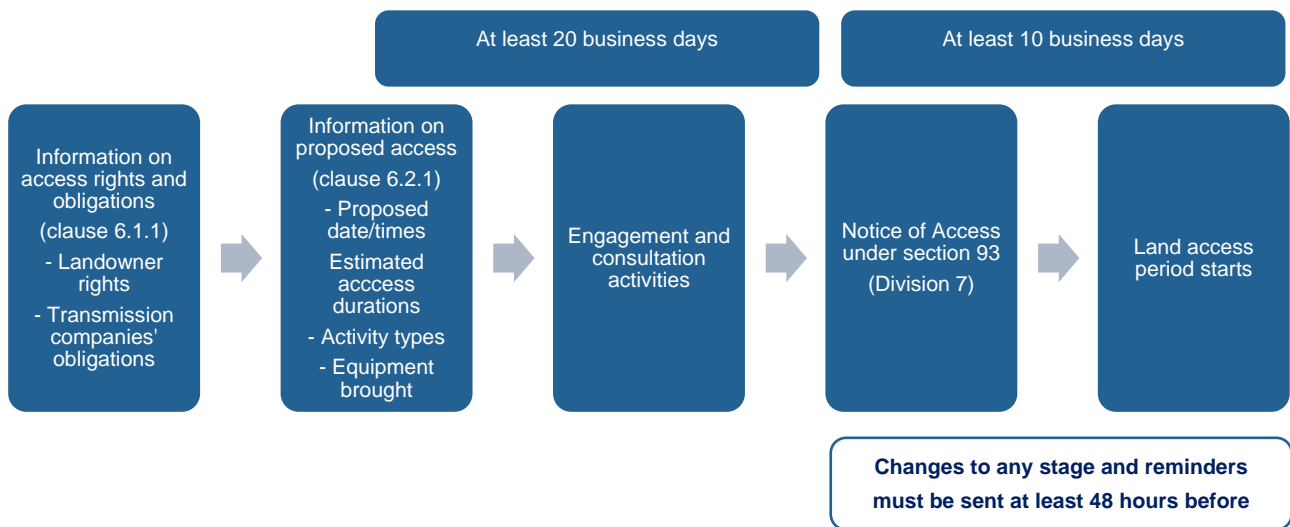 At least 20 business days
At least 10 business days
Information on
access rights and
obligations
(clause 6.1.1)
- Landowner
rights
- Transmission
companies'
obligations
Information on
proposed access
(clause 6.2.1)
- Proposed
date/times
Estimated
acccess
durations
- Activity types
- Equipment
brought
Engagement and
consultation
activities
Notice of Access
under section 93
(Division 7)
Land access
period starts
Changes to any stage and reminders
must be sent at least 48 hours before